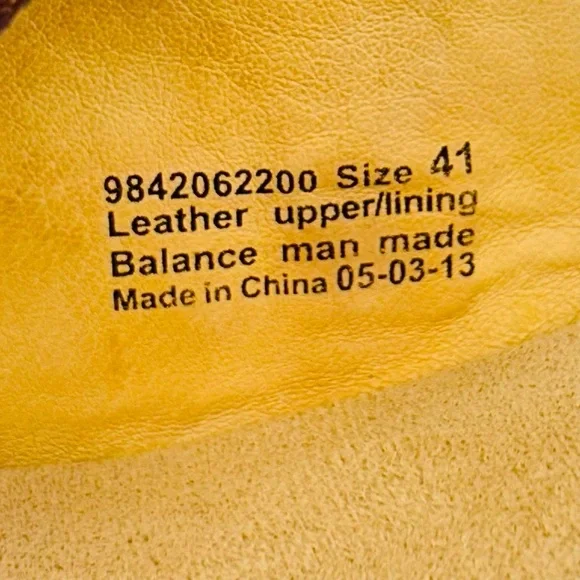 9842062200 Size 41
Leather upper/lining
Balance man made
Made in China 05-03-13